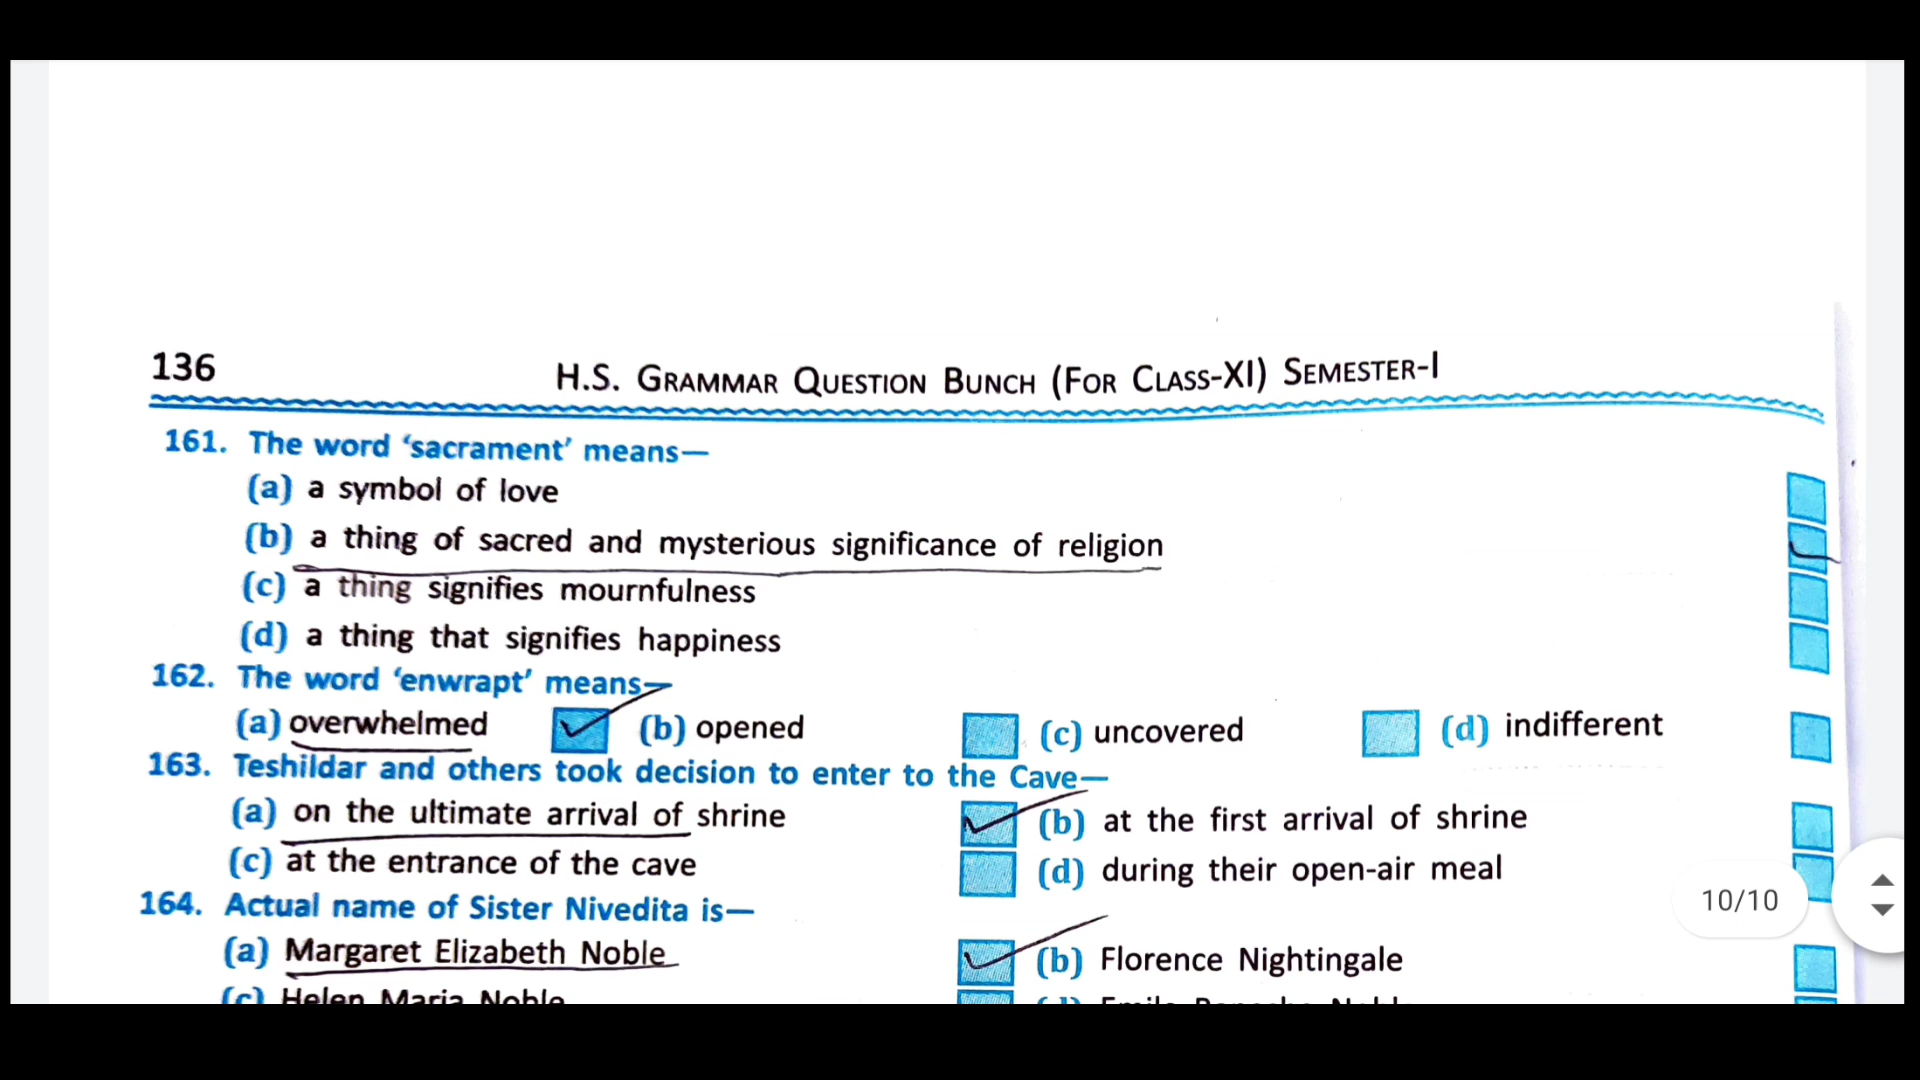 136
H.S. GRAMMAR QUESTION BUNCH (FOR CLASS-XI) SEMESTER-I
161. The word ‘sacrament’ means—
(a) a symbol of love
(b) a thing of sacred and mysterious significance of religion
(c) a thing signifies mournfulness
(d) a thing that signifies happiness
162. The word ‘enwrapt’ means—
(a) overwhelmed (b) opened (c) uncovered (d) indifferent
163. Teshildar and others took decision to enter to the Cave—
(a) on the ultimate arrival of shrine (b) at the first arrival of shrine
(c) at the entrance of the cave (d) during their open-air meal
10/10
164. Actual name of Sister Nivedita is—
(a) Margaret Elizabeth Noble (b) Florence Nightingale
(c) Helen Maria Noble